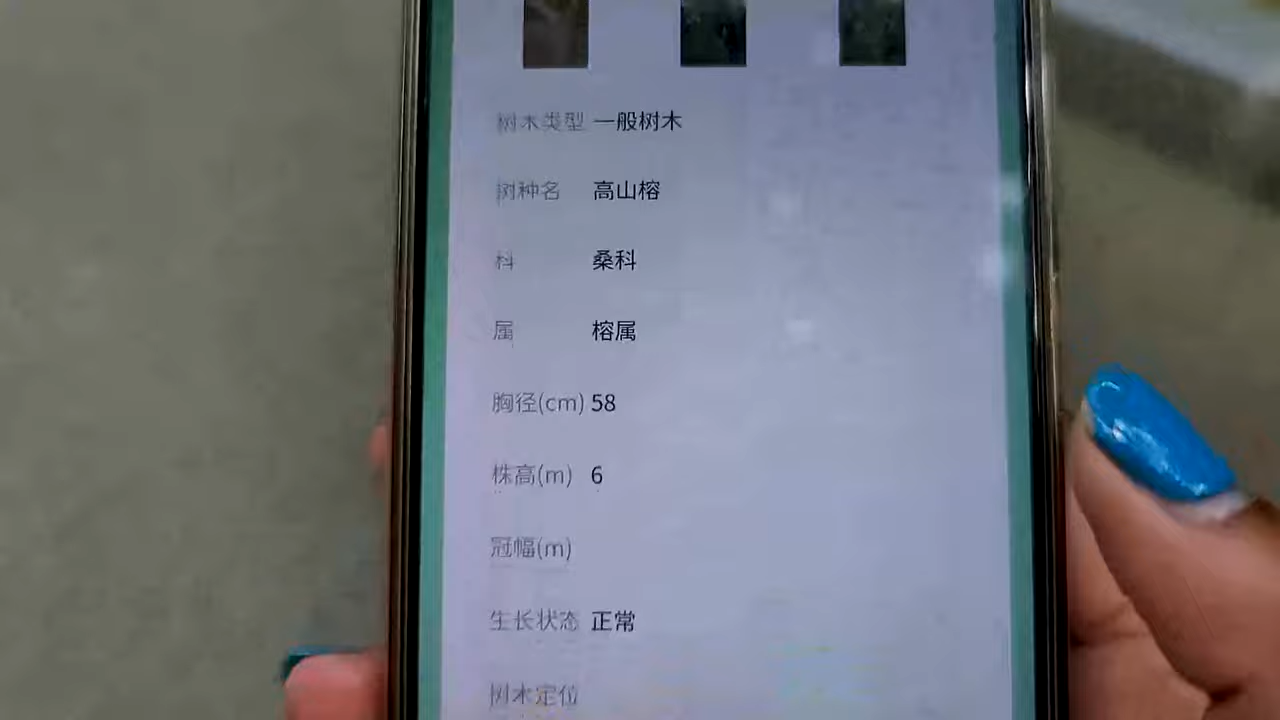 树木类型 一般树木
树种名 高山榕
科 桑科
属 榕属
胸径(cm) 58
株高(m) 6
冠幅(m)
生长状态 正常
树木定位